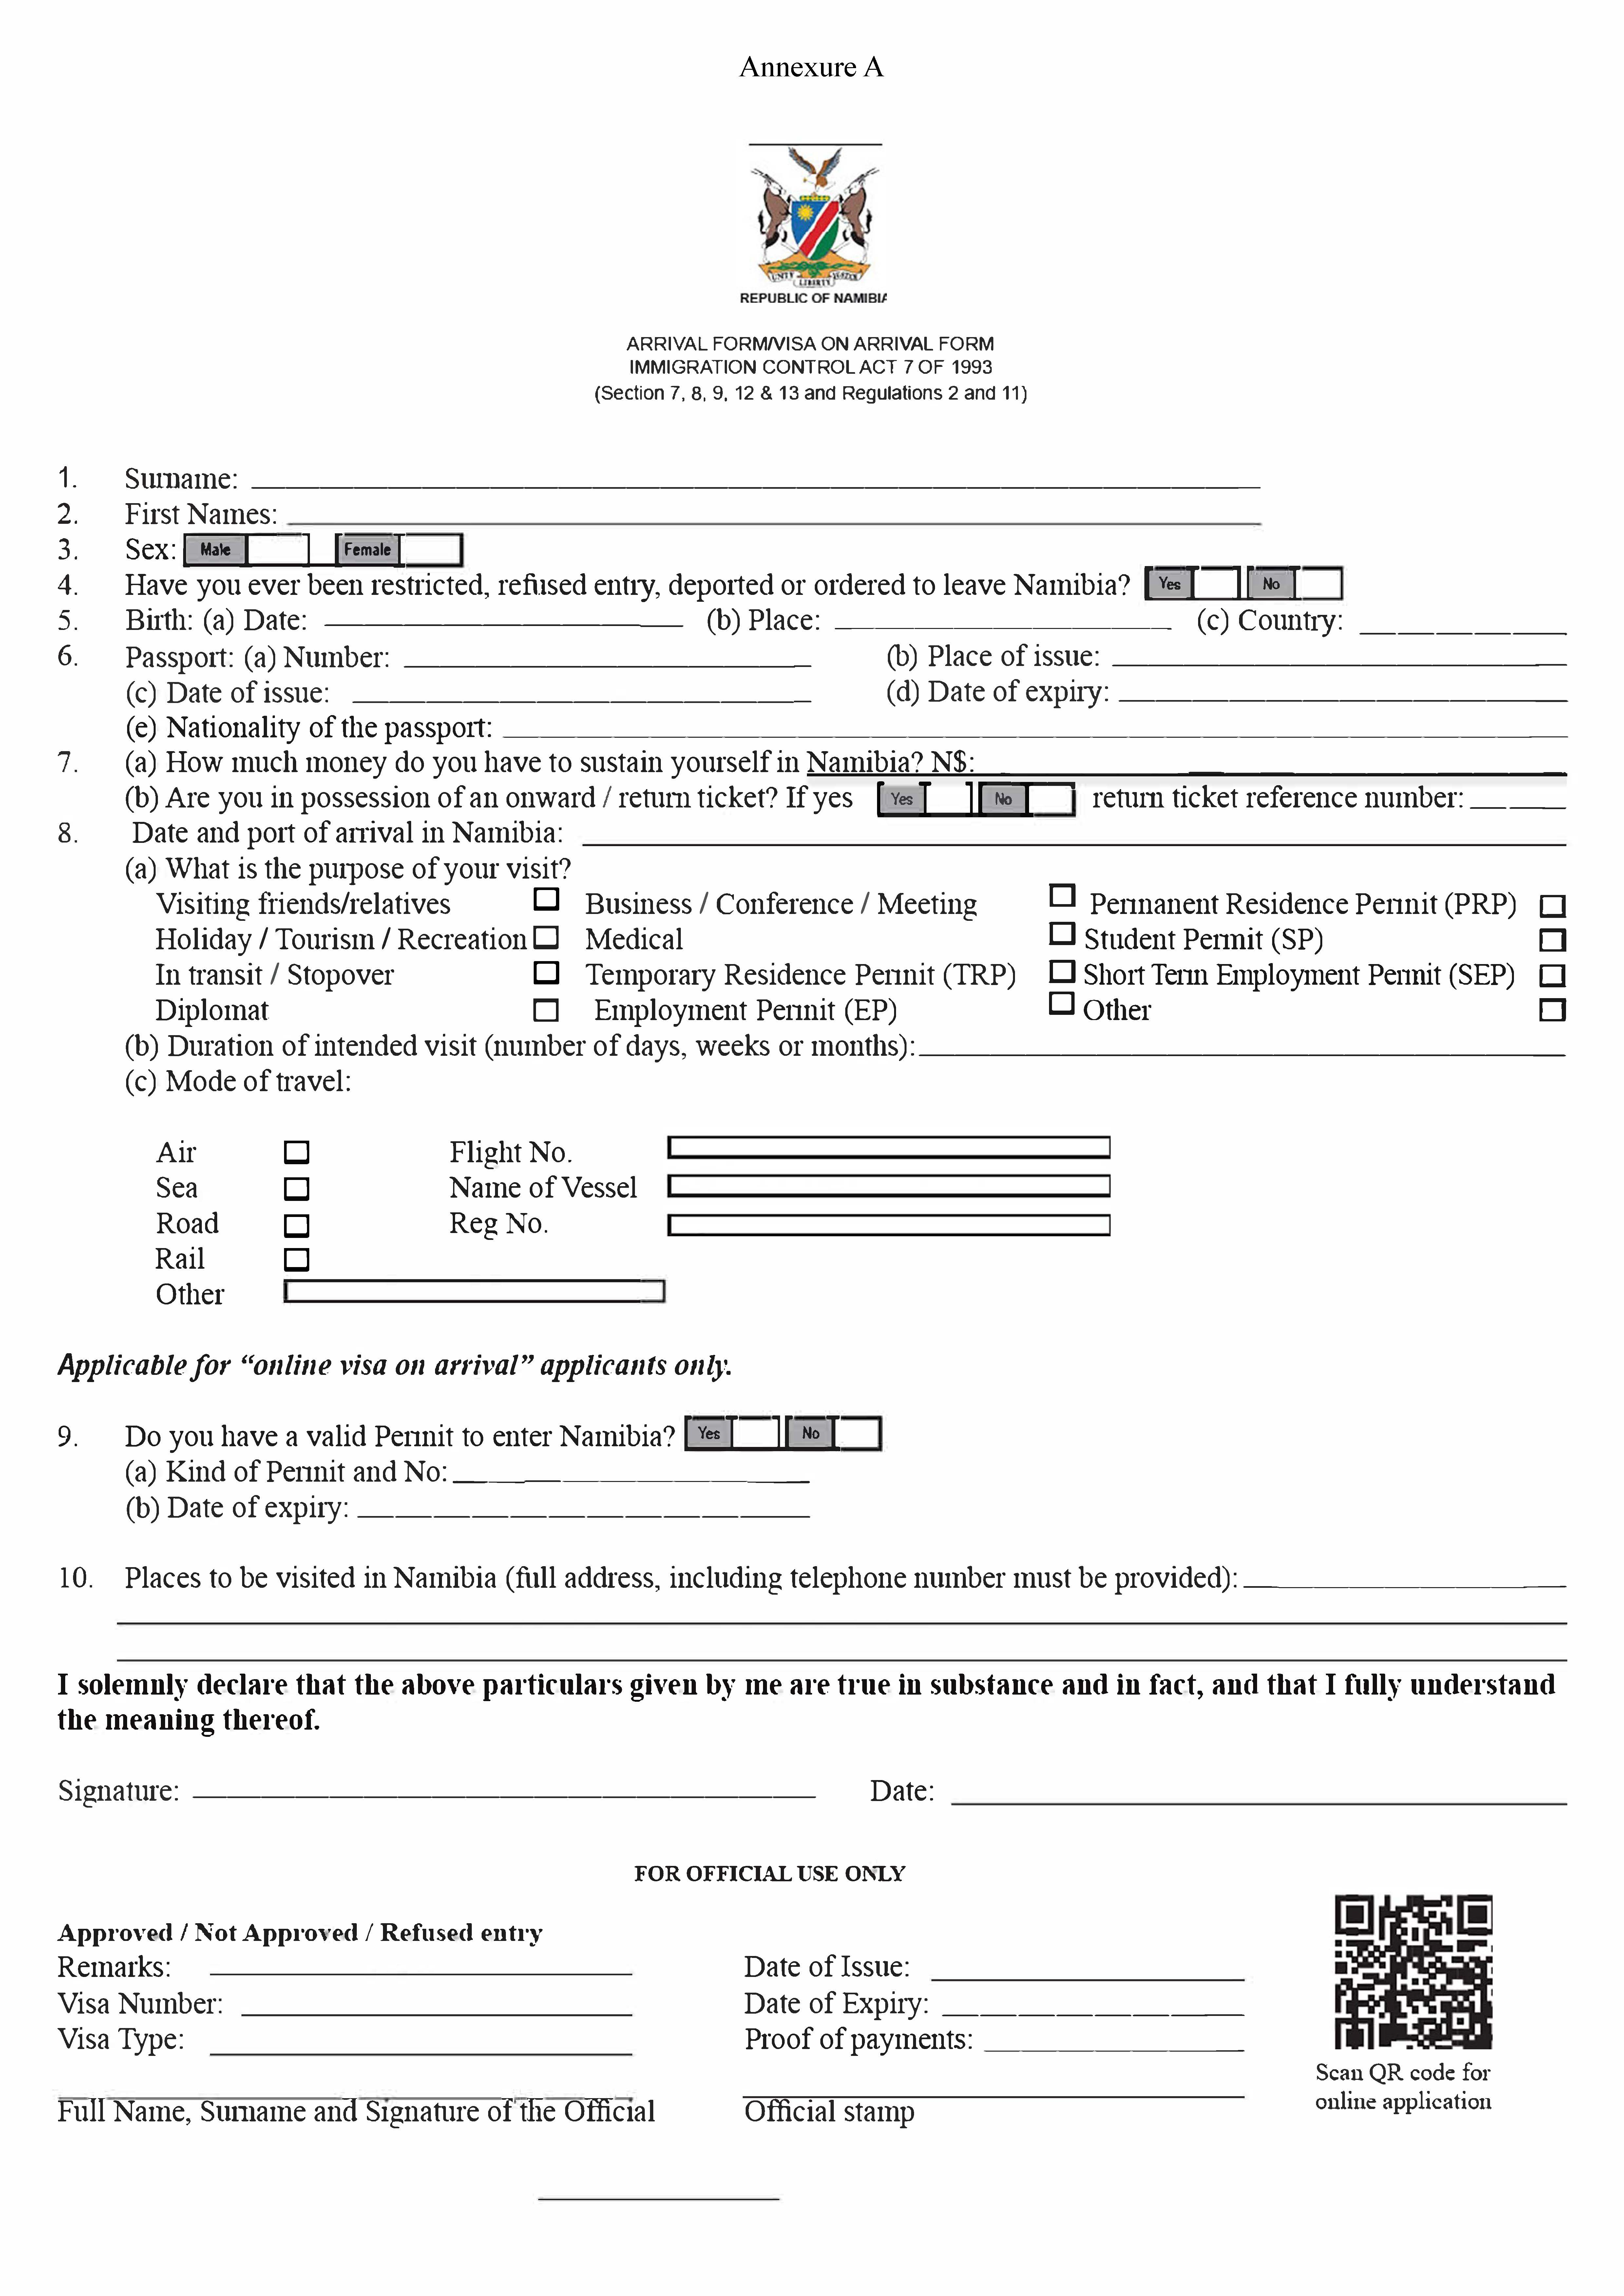 Annexure A
UNITY LIBERTY JUSTICE
REPUBLIC OF NAMIBIA
ARRIVAL FORM/VISA ON ARRIVAL FORM
IMMIGRATION CONTROL ACT 7 OF 1993
(Section 7, 8, 9, 12 & 13 and Regulations 2 and 11)
1. Surname:
2. First Names:
3. Sex: Male Female
4. Have you ever been restricted, refused entry, deported or ordered to leave Namibia? Yes No
5. Birth: (a) Date: (b) Place: (c) Country:
6. Passport: (a) Number: (b) Place of issue:
(c) Date of issue: (d) Date of expiry:
(e) Nationality of the passport:
7. (a) How much money do you have to sustain yourself in Namibia? N$:
(b) Are you in possession of an onward / return ticket? If yes Yes No return ticket reference number:
8. Date and port of arrival in Namibia:
(a) What is the purpose of your visit?
Visiting friends/relatives Business / Conference / Meeting Permanent Residence Permit (PRP)
Holiday / Tourism / Recreation Medical Student Permit (SP)
In transit / Stopover Temporary Residence Permit (TRP) Short Term Employment Permit (SEP)
Diplomat Employment Permit (EP) Other
(b) Duration of intended visit (number of days, weeks or months):
(c) Mode of travel:
Air Flight No.
Sea Name of Vessel
Road Reg No.
Rail
Other
Applicable for “online visa on arrival” applicants only.
9. Do you have a valid Permit to enter Namibia? Yes No
(a) Kind of Permit and No:
(b) Date of expiry:
10. Places to be visited in Namibia (full address, including telephone number must be provided):
I solemnly declare that the above particulars given by me are true in substance and in fact, and that I fully understand
the meaning thereof.
Signature: Date:
FOR OFFICIAL USE ONLY
Approved / Not Approved / Refused entry
Remarks: Date of Issue:
Visa Number: Date of Expiry:
Visa Type: Proof of payments:
Scan QR code for
online application
Full Name, Surname and Signature of the Official Official stamp